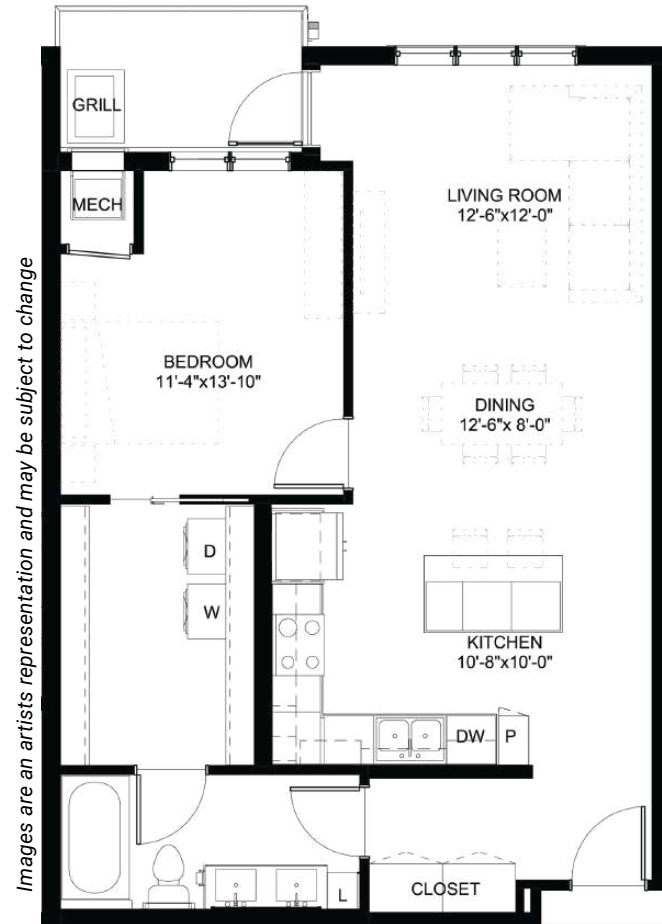 GRILL
MECH
LIVING ROOM
12'-6"x12'-0"
BEDROOM
11'-4"x13'-10"
DINING
12'-6"x 8'-0"
D
W
KITCHEN
10'-8"x10'-0"
DW
P
L
CLOSET
Images are an artists representation and may be subject to change